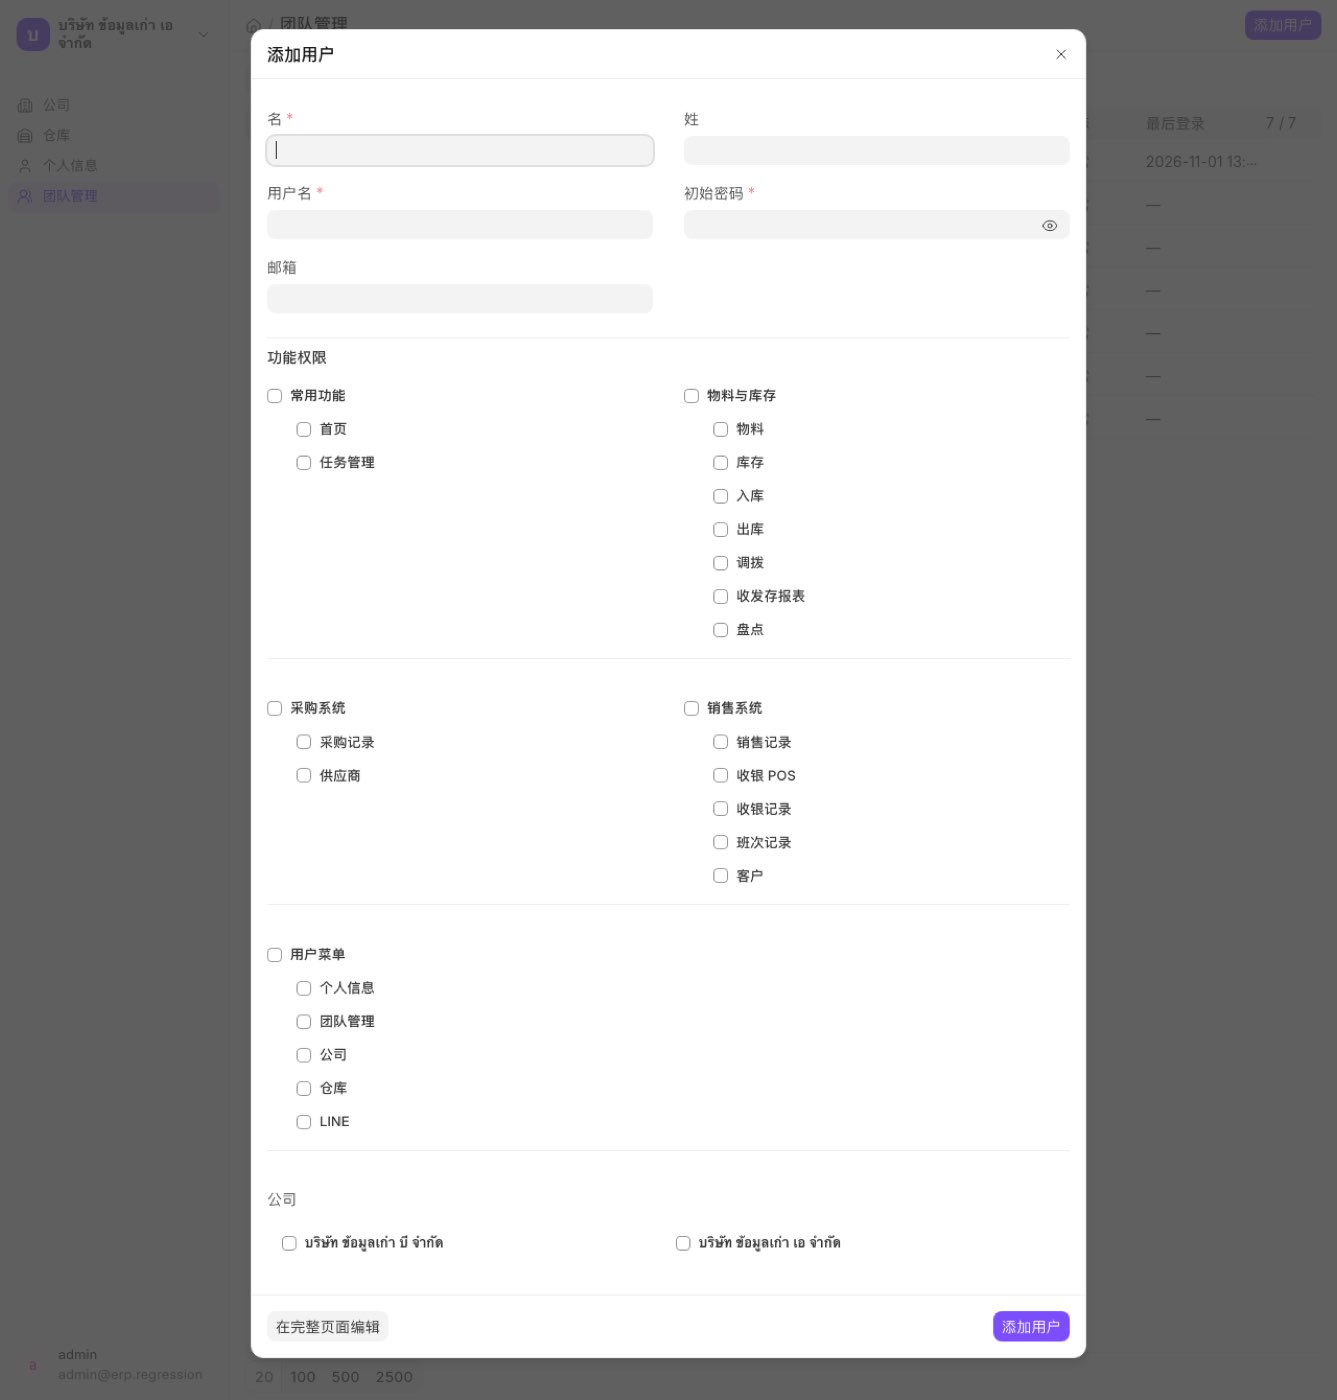 บ
บริษัท ข้อมูลเก่า เอ
จำกัด
公司
仓库
个人信息
团队管理
/ 团队管理
添加用户
最后登录
7 / 7
2026-11-01 13:···
—
—
—
—
—
—
添加用户
名 *
姓
用户名 *
初始密码 *
邮箱
功能权限
常用功能
首页
任务管理
物料与库存
物料
库存
入库
出库
调拨
收发存报表
盘点
采购系统
采购记录
供应商
销售系统
销售记录
收银 POS
收银记录
班次记录
客户
用户菜单
个人信息
团队管理
公司
仓库
LINE
公司
บริษัท ข้อมูลเก่า บี จำกัด
บริษัท ข้อมูลเก่า เอ จำกัด
在完整页面编辑
添加用户
a
admin
admin@erp.regression
20 100 500 2500